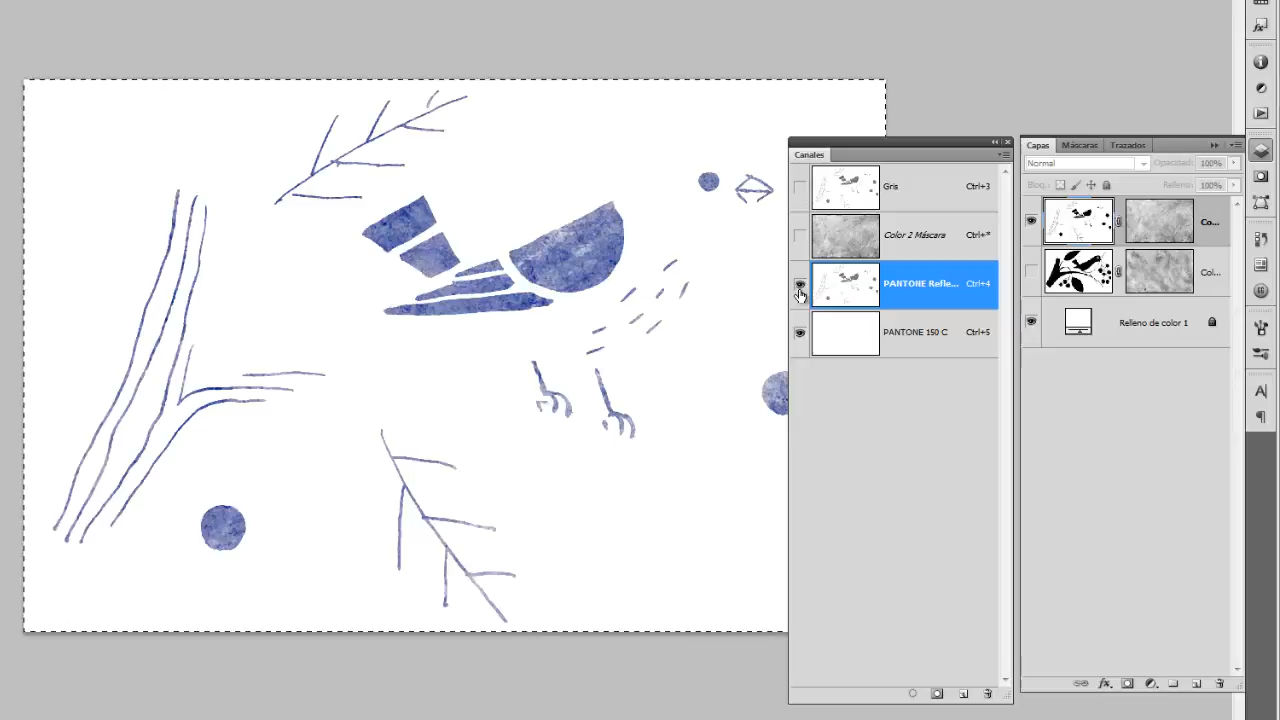 Canales
Gris Ctrl+3
Color 2 Máscara Ctrl+*
PANTONE Refle... Ctrl+4
PANTONE 150 C Ctrl+5
Capas Máscaras Trazados
Normal Opacidad: 100%
Bloq.: Relleno: 100%
Co...
Col...
Relleno de color 1